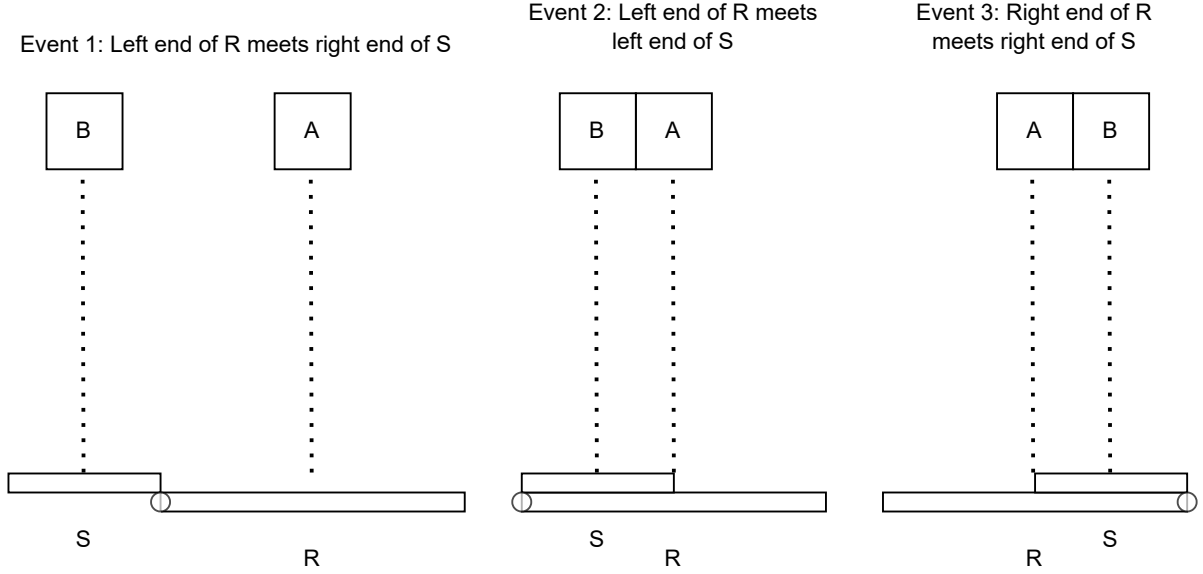 Event 1: Left end of R meets right end of S
B
A
S
R
Event 2: Left end of R meets
left end of S
B
A
S
R
Event 3: Right end of R
meets right end of S
A
B
S
R